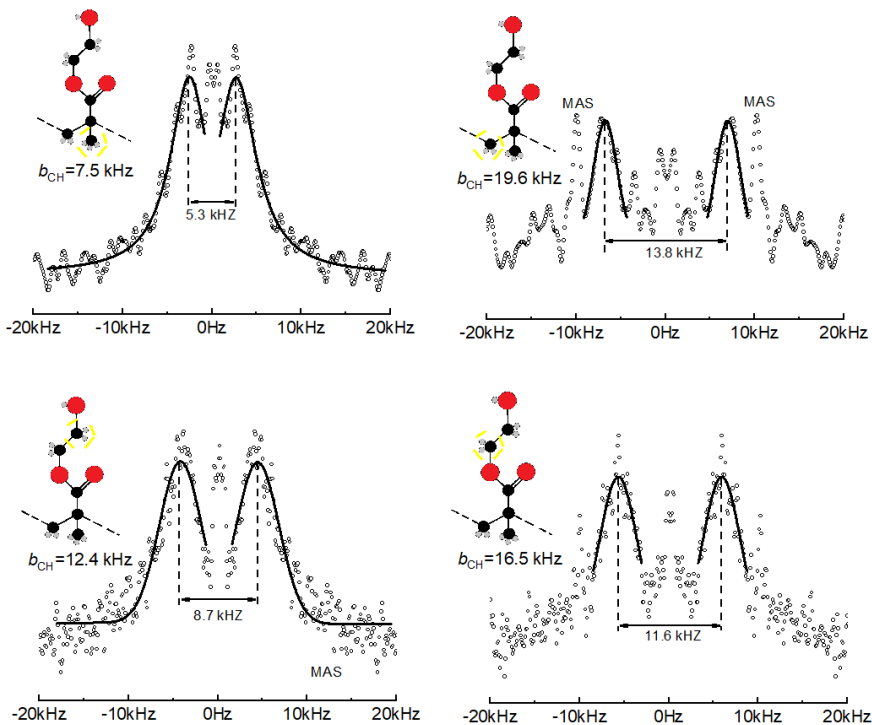 b_CH=7.5 kHz
5.3 kHZ
-20kHz -10kHz 0Hz 10kHz 20kHz
MAS MAS
b_CH=19.6 kHz
13.8 kHZ
-20kHz -10kHz 0Hz 10kHz 20kHz
b_CH=12.4 kHz
8.7 kHZ
MAS
-20kHz -10kHz 0Hz 10kHz 20kHz
b_CH=16.5 kHz
11.6 kHZ
-20kHz -10kHz 0Hz 10kHz 20kHz